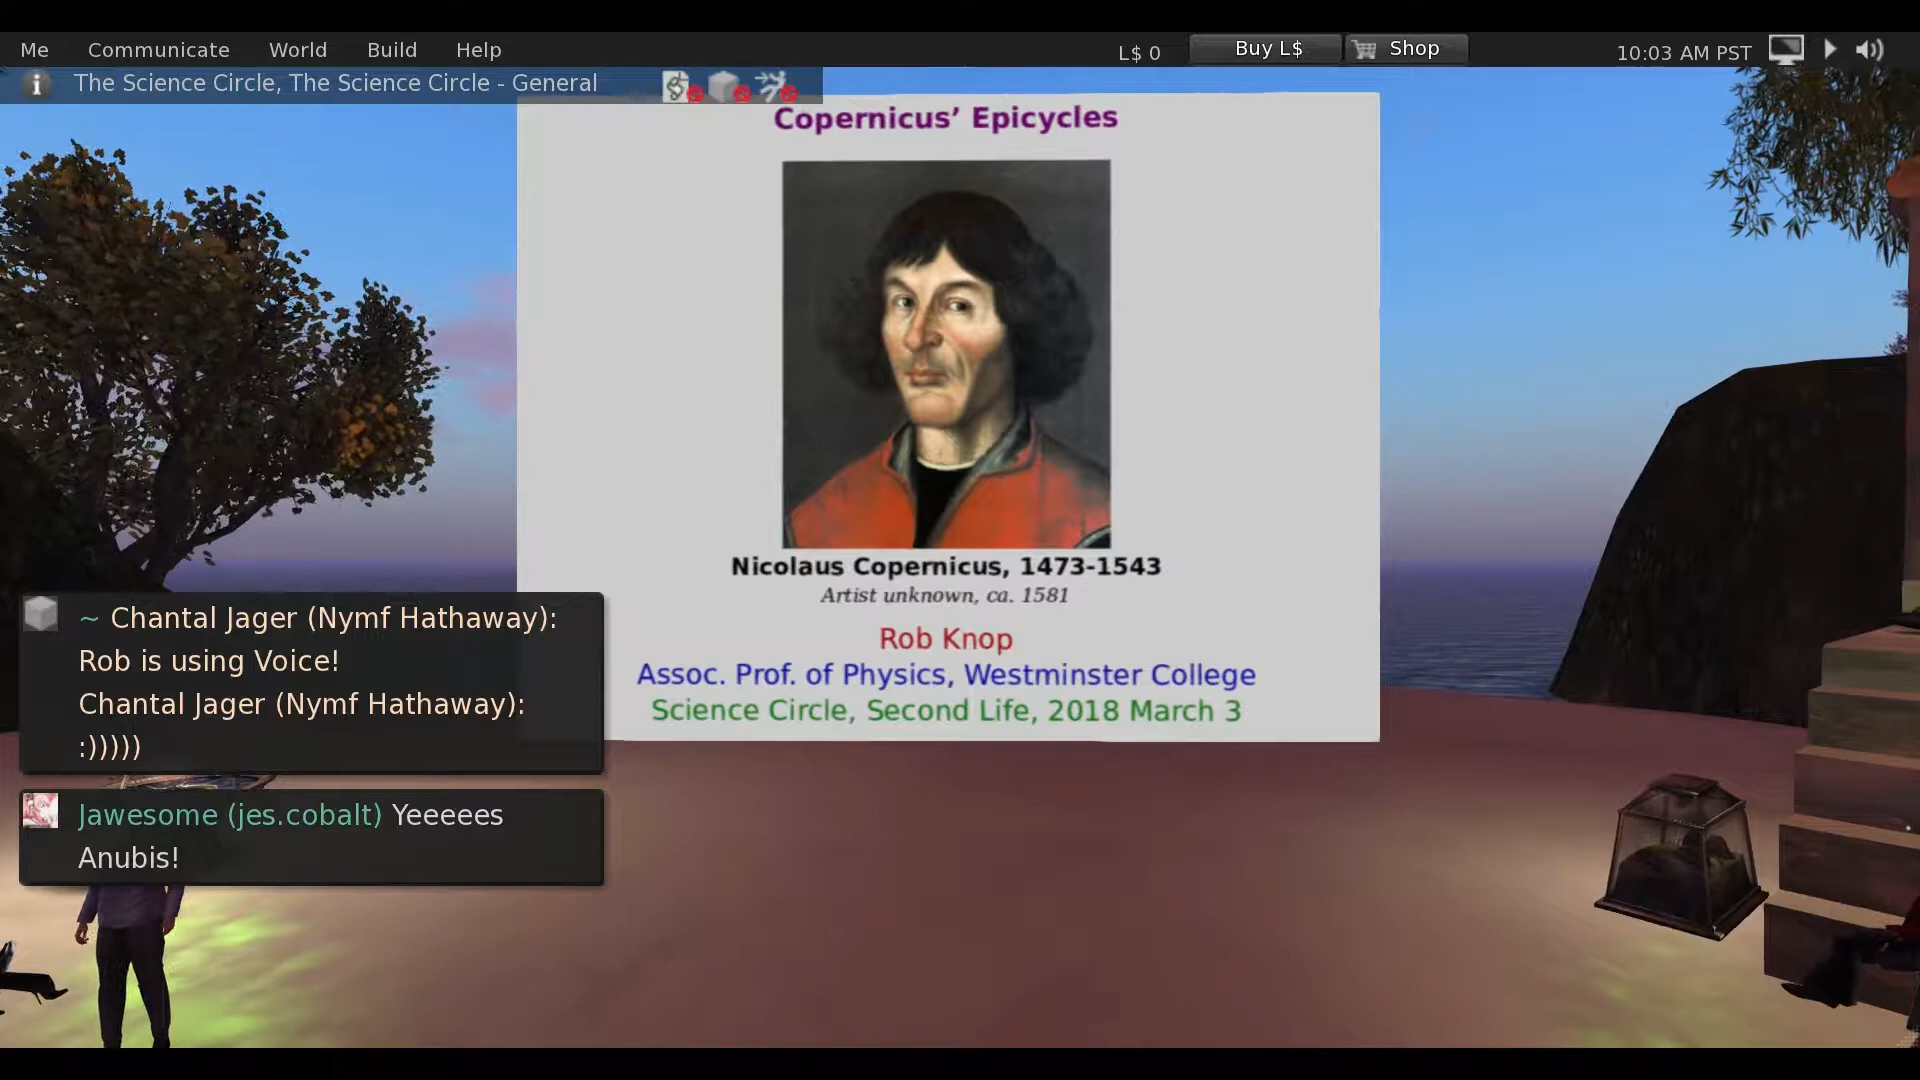 Me Communicate World Build Help L$ 0 Buy L$ Shop 10:03 AM PST
The Science Circle, The Science Circle - General
Copernicus’ Epicycles
Nicolaus Copernicus, 1473-1543
Artist unknown, ca. 1581
Rob Knop
Assoc. Prof. of Physics, Westminster College
Science Circle, Second Life, 2018 March 3
~ Chantal Jager (Nymf Hathaway):
Rob is using Voice!
Chantal Jager (Nymf Hathaway):
:)))))
Jawesome (jes.cobalt) Yeeeees
Anubis!